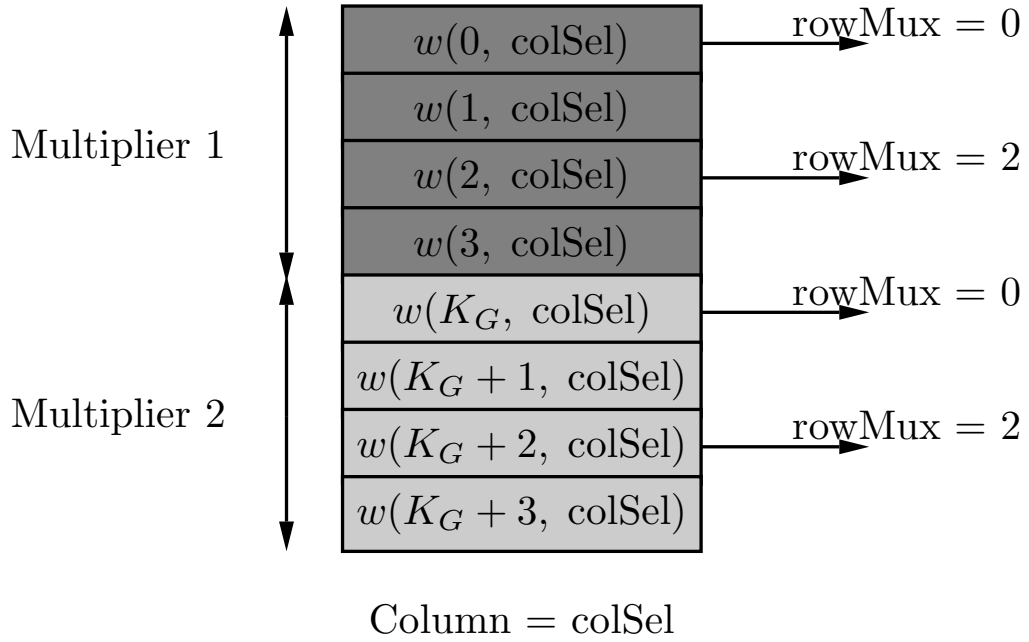 w(0, colSel)
rowMux = 0
w(1, colSel)
Multiplier 1
w(2, colSel)
rowMux = 2
w(3, colSel)
w(K_G, colSel)
rowMux = 0
w(K_G + 1, colSel)
Multiplier 2
w(K_G + 2, colSel)
rowMux = 2
w(K_G + 3, colSel)
Column = colSel